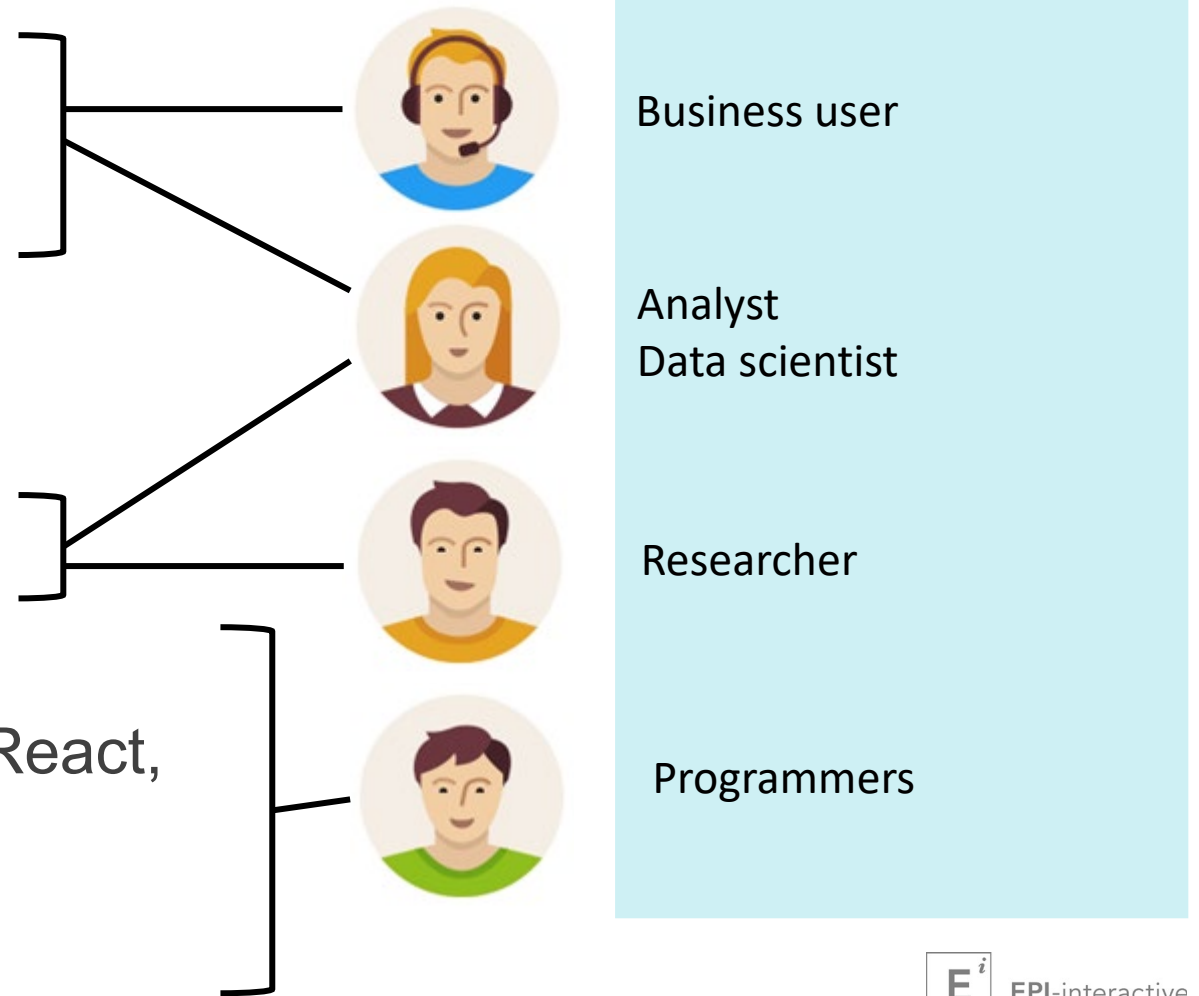 Business user
Analyst
Data scientist
Researcher
React,
Programmers
E i
EPI-interactive